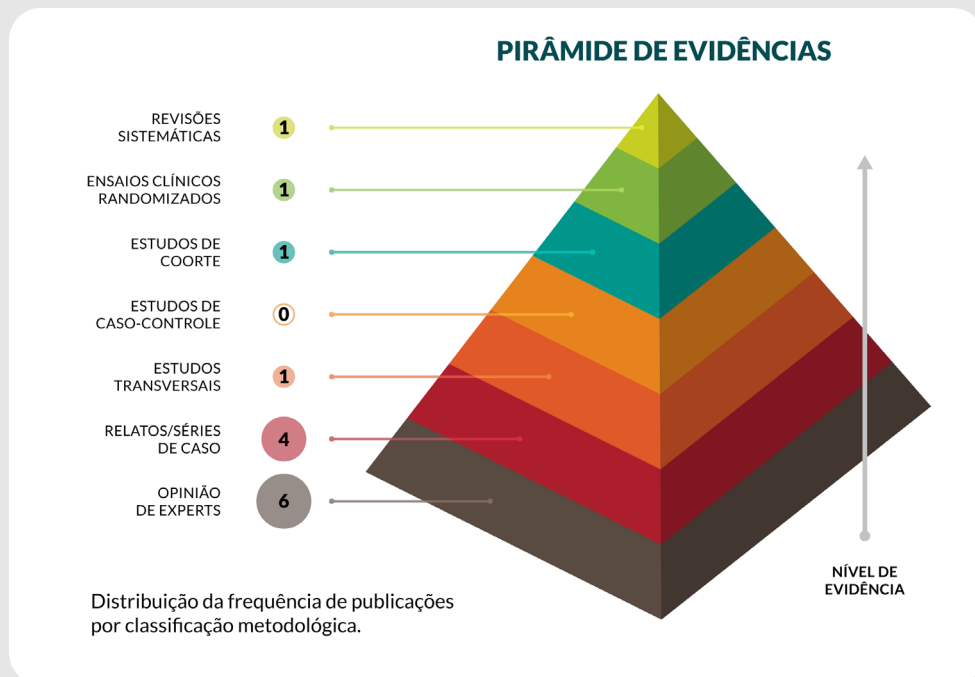 PIRÂMIDE DE EVIDÊNCIAS
REVISÕES
SISTEMÁTICAS
1
ENSAIOS CLÍNICOS
RANDOMIZADOS
1
ESTUDOS DE
COORTE
1
ESTUDOS DE
CASO-CONTROLE
0
ESTUDOS
TRANSVERSAIS
1
RELATOS/SÉRIES
DE CASO
4
OPINIÃO
DE EXPERTS
6
NÍVEL DE
EVIDÊNCIA
Distribuição da frequência de publicações
por classificação metodológica.